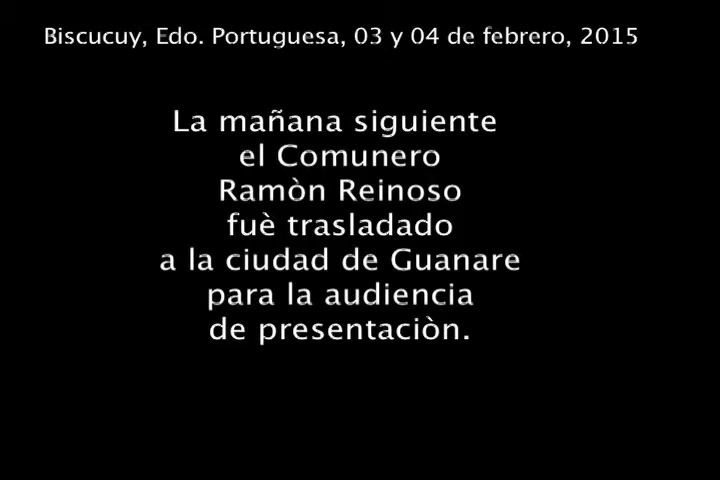 Biscucuy, Edo. Portuguesa, 03 y 04 de febrero, 2015
La mañana siguiente
el Comunero
Ramòn Reinoso
fuè trasladado
a la ciudad de Guanare
para la audiencia
de presentaciòn.